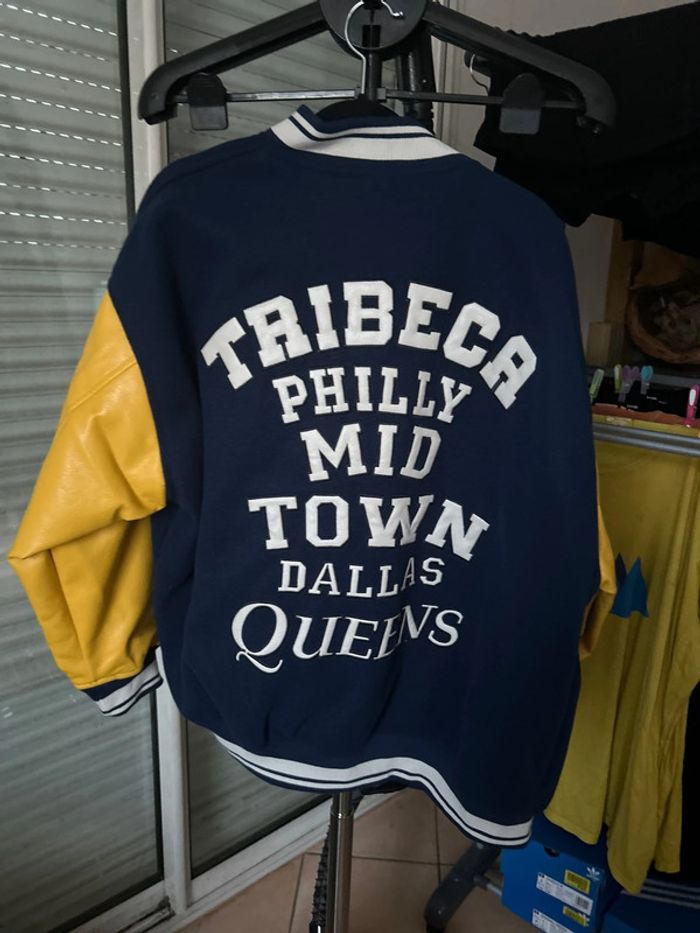 TRIBECA
PHILLY
MID
TOWN
DALLAS
QUEENS